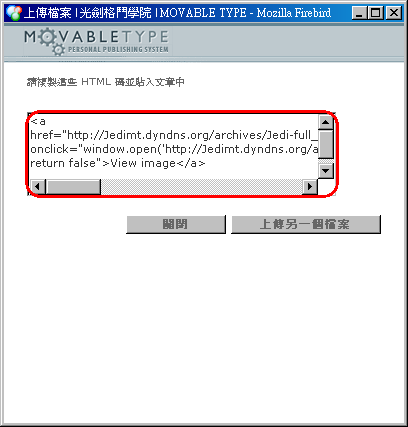 上傳檔案 | 光劍格鬥學院 | MOVABLE TYPE - Mozilla Firebird
MOVABLETYPE
PERSONAL PUBLISHING SYSTEM
請複製這些 HTML 碼並貼入文章中
<a
href="http://Jedimt.dyndns.org/archives/Jedi-full_
onclick="window.open('http://Jedimt.dyndns.org/a
return false">View image</a>
關閉
上傳另一個檔案